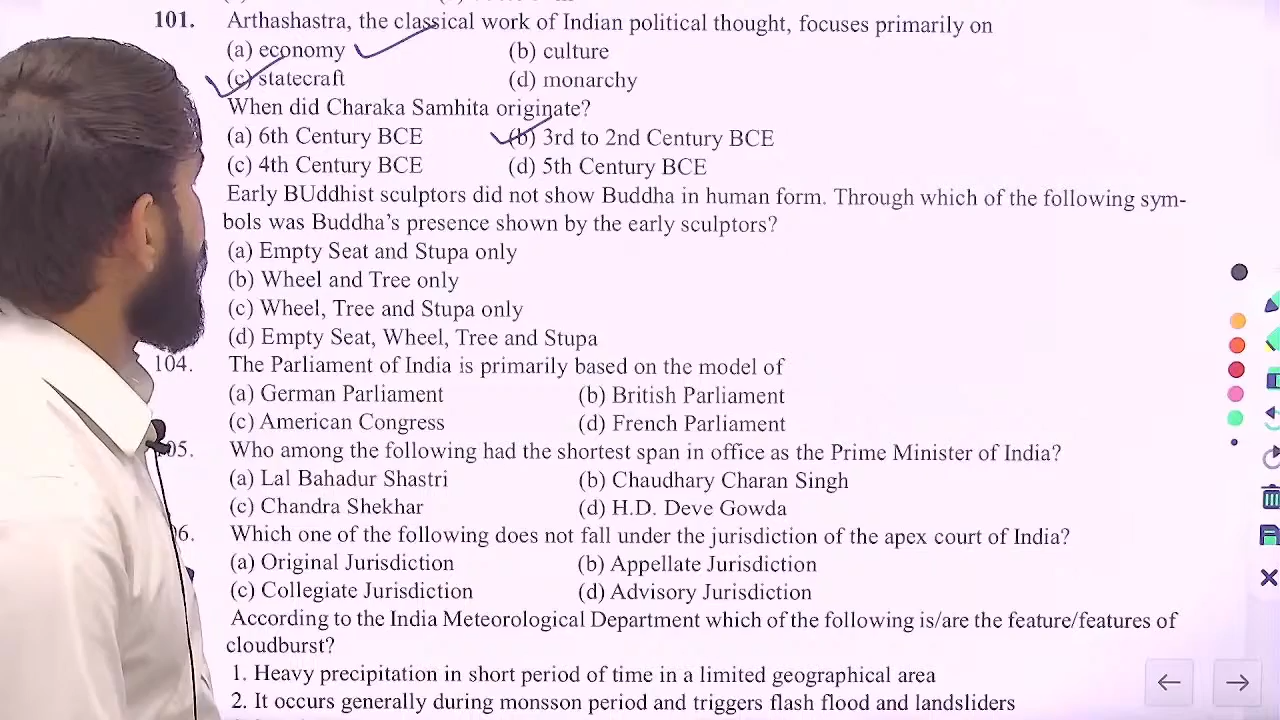 101. Arthashastra, the classical work of Indian political thought, focuses primarily on
(a) economy (b) culture
(c) statecraft (d) monarchy
When did Charaka Samhita originate?
(a) 6th Century BCE (b) 3rd to 2nd Century BCE
(c) 4th Century BCE (d) 5th Century BCE
Early BUddhist sculptors did not show Buddha in human form. Through which of the following sym-
bols was Buddha's presence shown by the early sculptors?
(a) Empty Seat and Stupa only
(b) Wheel and Tree only
(c) Wheel, Tree and Stupa only
(d) Empty Seat, Wheel, Tree and Stupa
104. The Parliament of India is primarily based on the model of
(a) German Parliament (b) British Parliament
(c) American Congress (d) French Parliament
05. Who among the following had the shortest span in office as the Prime Minister of India?
(a) Lal Bahadur Shastri (b) Chaudhary Charan Singh
(c) Chandra Shekhar (d) H.D. Deve Gowda
6. Which one of the following does not fall under the jurisdiction of the apex court of India?
(a) Original Jurisdiction (b) Appellate Jurisdiction
(c) Collegiate Jurisdiction (d) Advisory Jurisdiction
According to the India Meteorological Department which of the following is/are the feature/features of
cloudburst?
1. Heavy precipitation in short period of time in a limited geographical area
2. It occurs generally during monsson period and triggers flash flood and landsliders